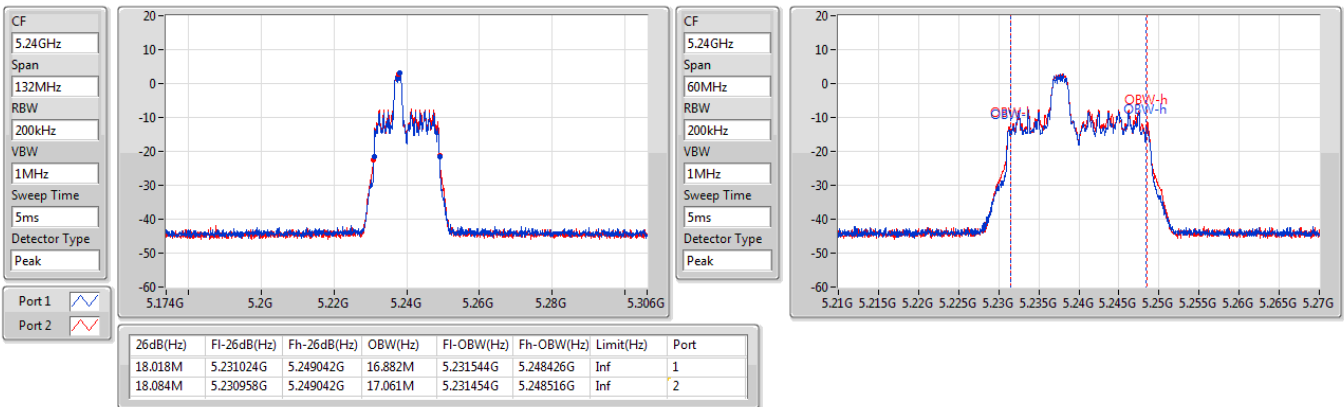 CF
5.24GHz
Span
132MHz
RBW
200kHz
VBW
1MHz
Sweep Time
5ms
Detector Type
Peak
Port 1
Port 2
20
10
0
-10
-20
-30
-40
-50
-60
5.174G 5.2G 5.22G 5.24G 5.26G 5.28G 5.306G
CF
5.24GHz
Span
60MHz
RBW
200kHz
VBW
1MHz
Sweep Time
5ms
Detector Type
Peak
20
10
0
-10
-20
-30
-40
-50
-60
OBW-h
OBW-h
5.21G 5.215G 5.22G 5.225G 5.23G 5.235G 5.24G 5.245G 5.25G 5.255G 5.26G 5.265G 5.27G
26dB(Hz) Fl-26dB(Hz) Fh-26dB(Hz) OBW(Hz) Fl-OBW(Hz) Fh-OBW(Hz) Limit(Hz) Port
18.018M 5.231024G 5.249042G 16.882M 5.231544G 5.248426G Inf 1
18.084M 5.230958G 5.249042G 17.061M 5.231454G 5.248516G Inf 2